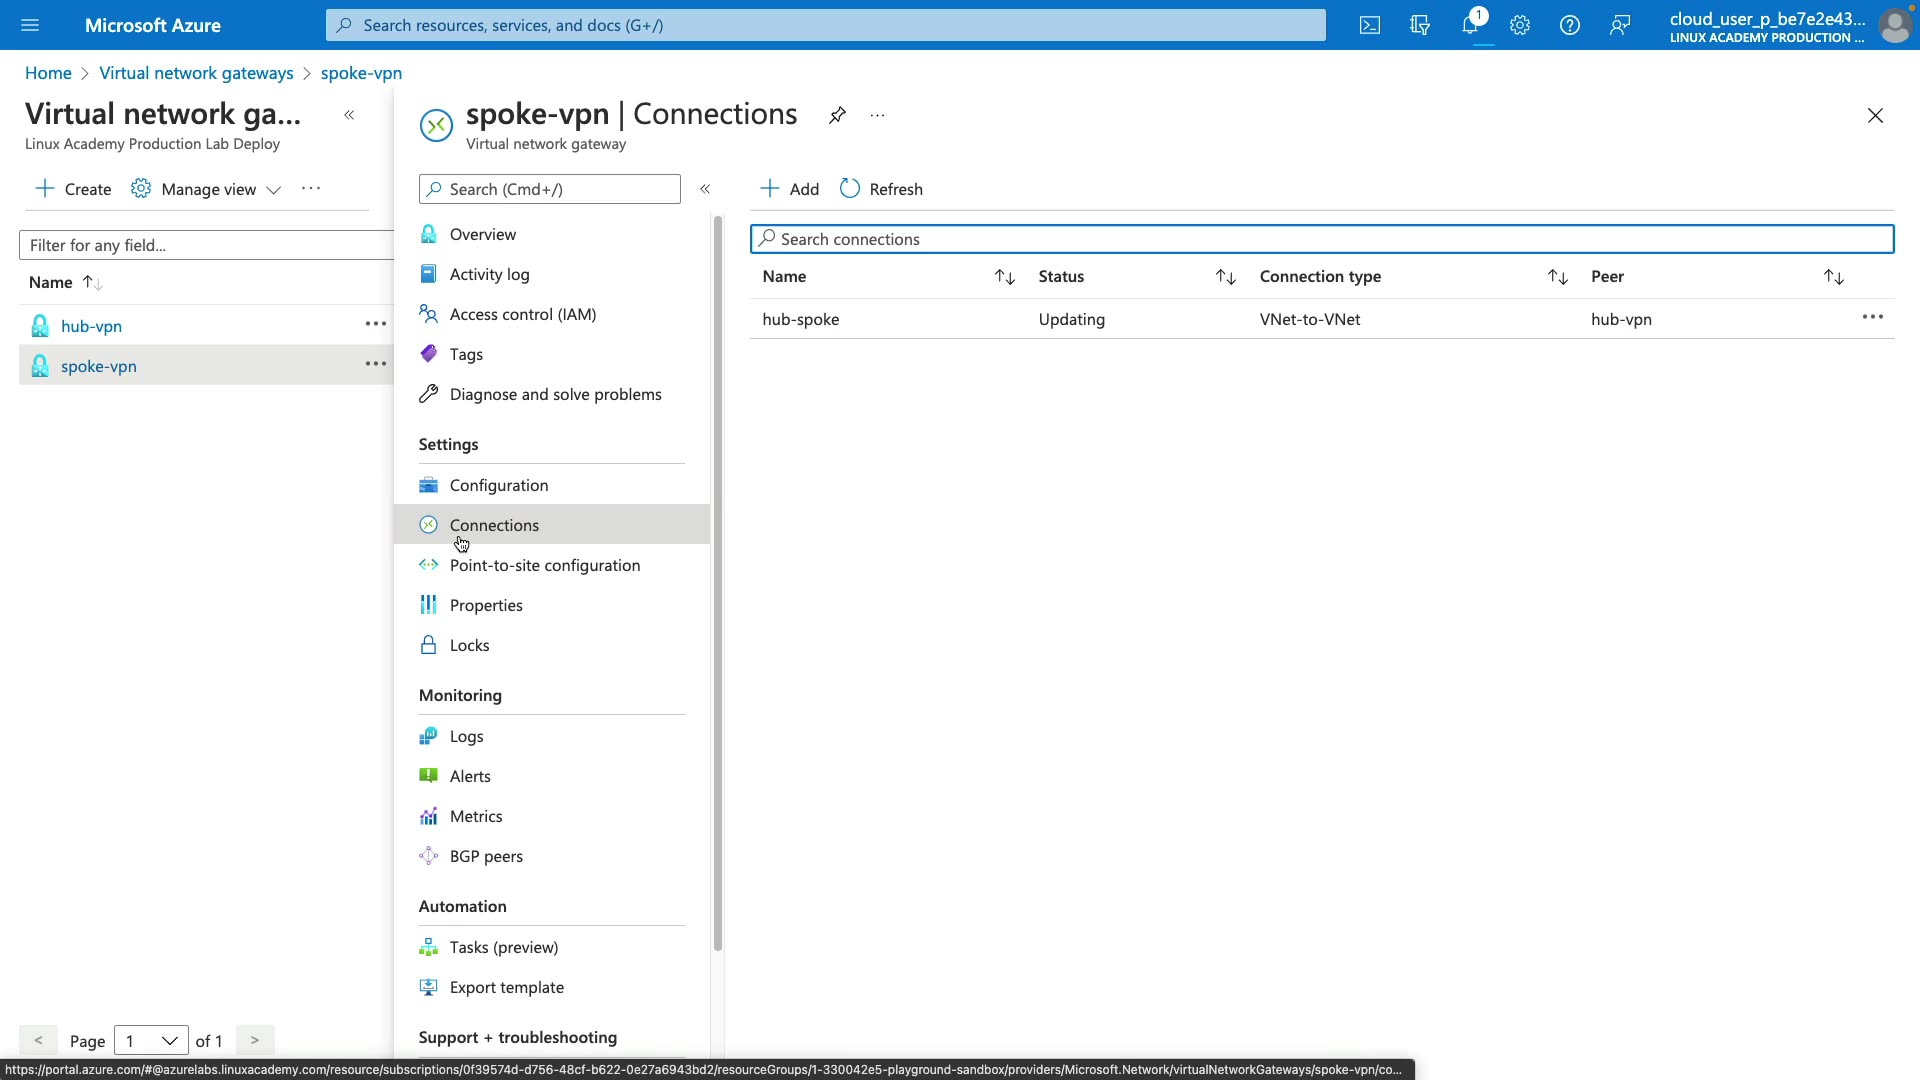 Microsoft Azure
Search resources, services, and docs (G+/)
1
cloud_user_p_be7e2e43...
LINUX ACADEMY PRODUCTION ...
Home > Virtual network gateways > spoke-vpn
Virtual network ga... «
Linux Academy Production Lab Deploy
+ Create Manage view ...
Filter for any field...
Name ↑↓
hub-vpn ...
spoke-vpn ...
< Page 1 of 1 >
spoke-vpn | Connections ...
Virtual network gateway
Search (Cmd+/) «
Overview
Activity log
Access control (IAM)
Tags
Diagnose and solve problems
Settings
Configuration
Connections
Point-to-site configuration
Properties
Locks
Monitoring
Logs
Alerts
Metrics
BGP peers
Automation
Tasks (preview)
Export template
Support + troubleshooting
+ Add Refresh
Search connections
Name ↑↓ Status ↑↓ Connection type ↑↓ Peer ↑↓
hub-spoke Updating VNet-to-VNet hub-vpn ...
https://portal.azure.com/#@azurelabs.linuxacademy.com/resource/subscriptions/0f39574d-d756-48cf-b622-0e27a6943bd2/resourceGroups/1-330042e5-playground-sandbox/providers/Microsoft.Network/virtualNetworkGateways/spoke-vpn/co...